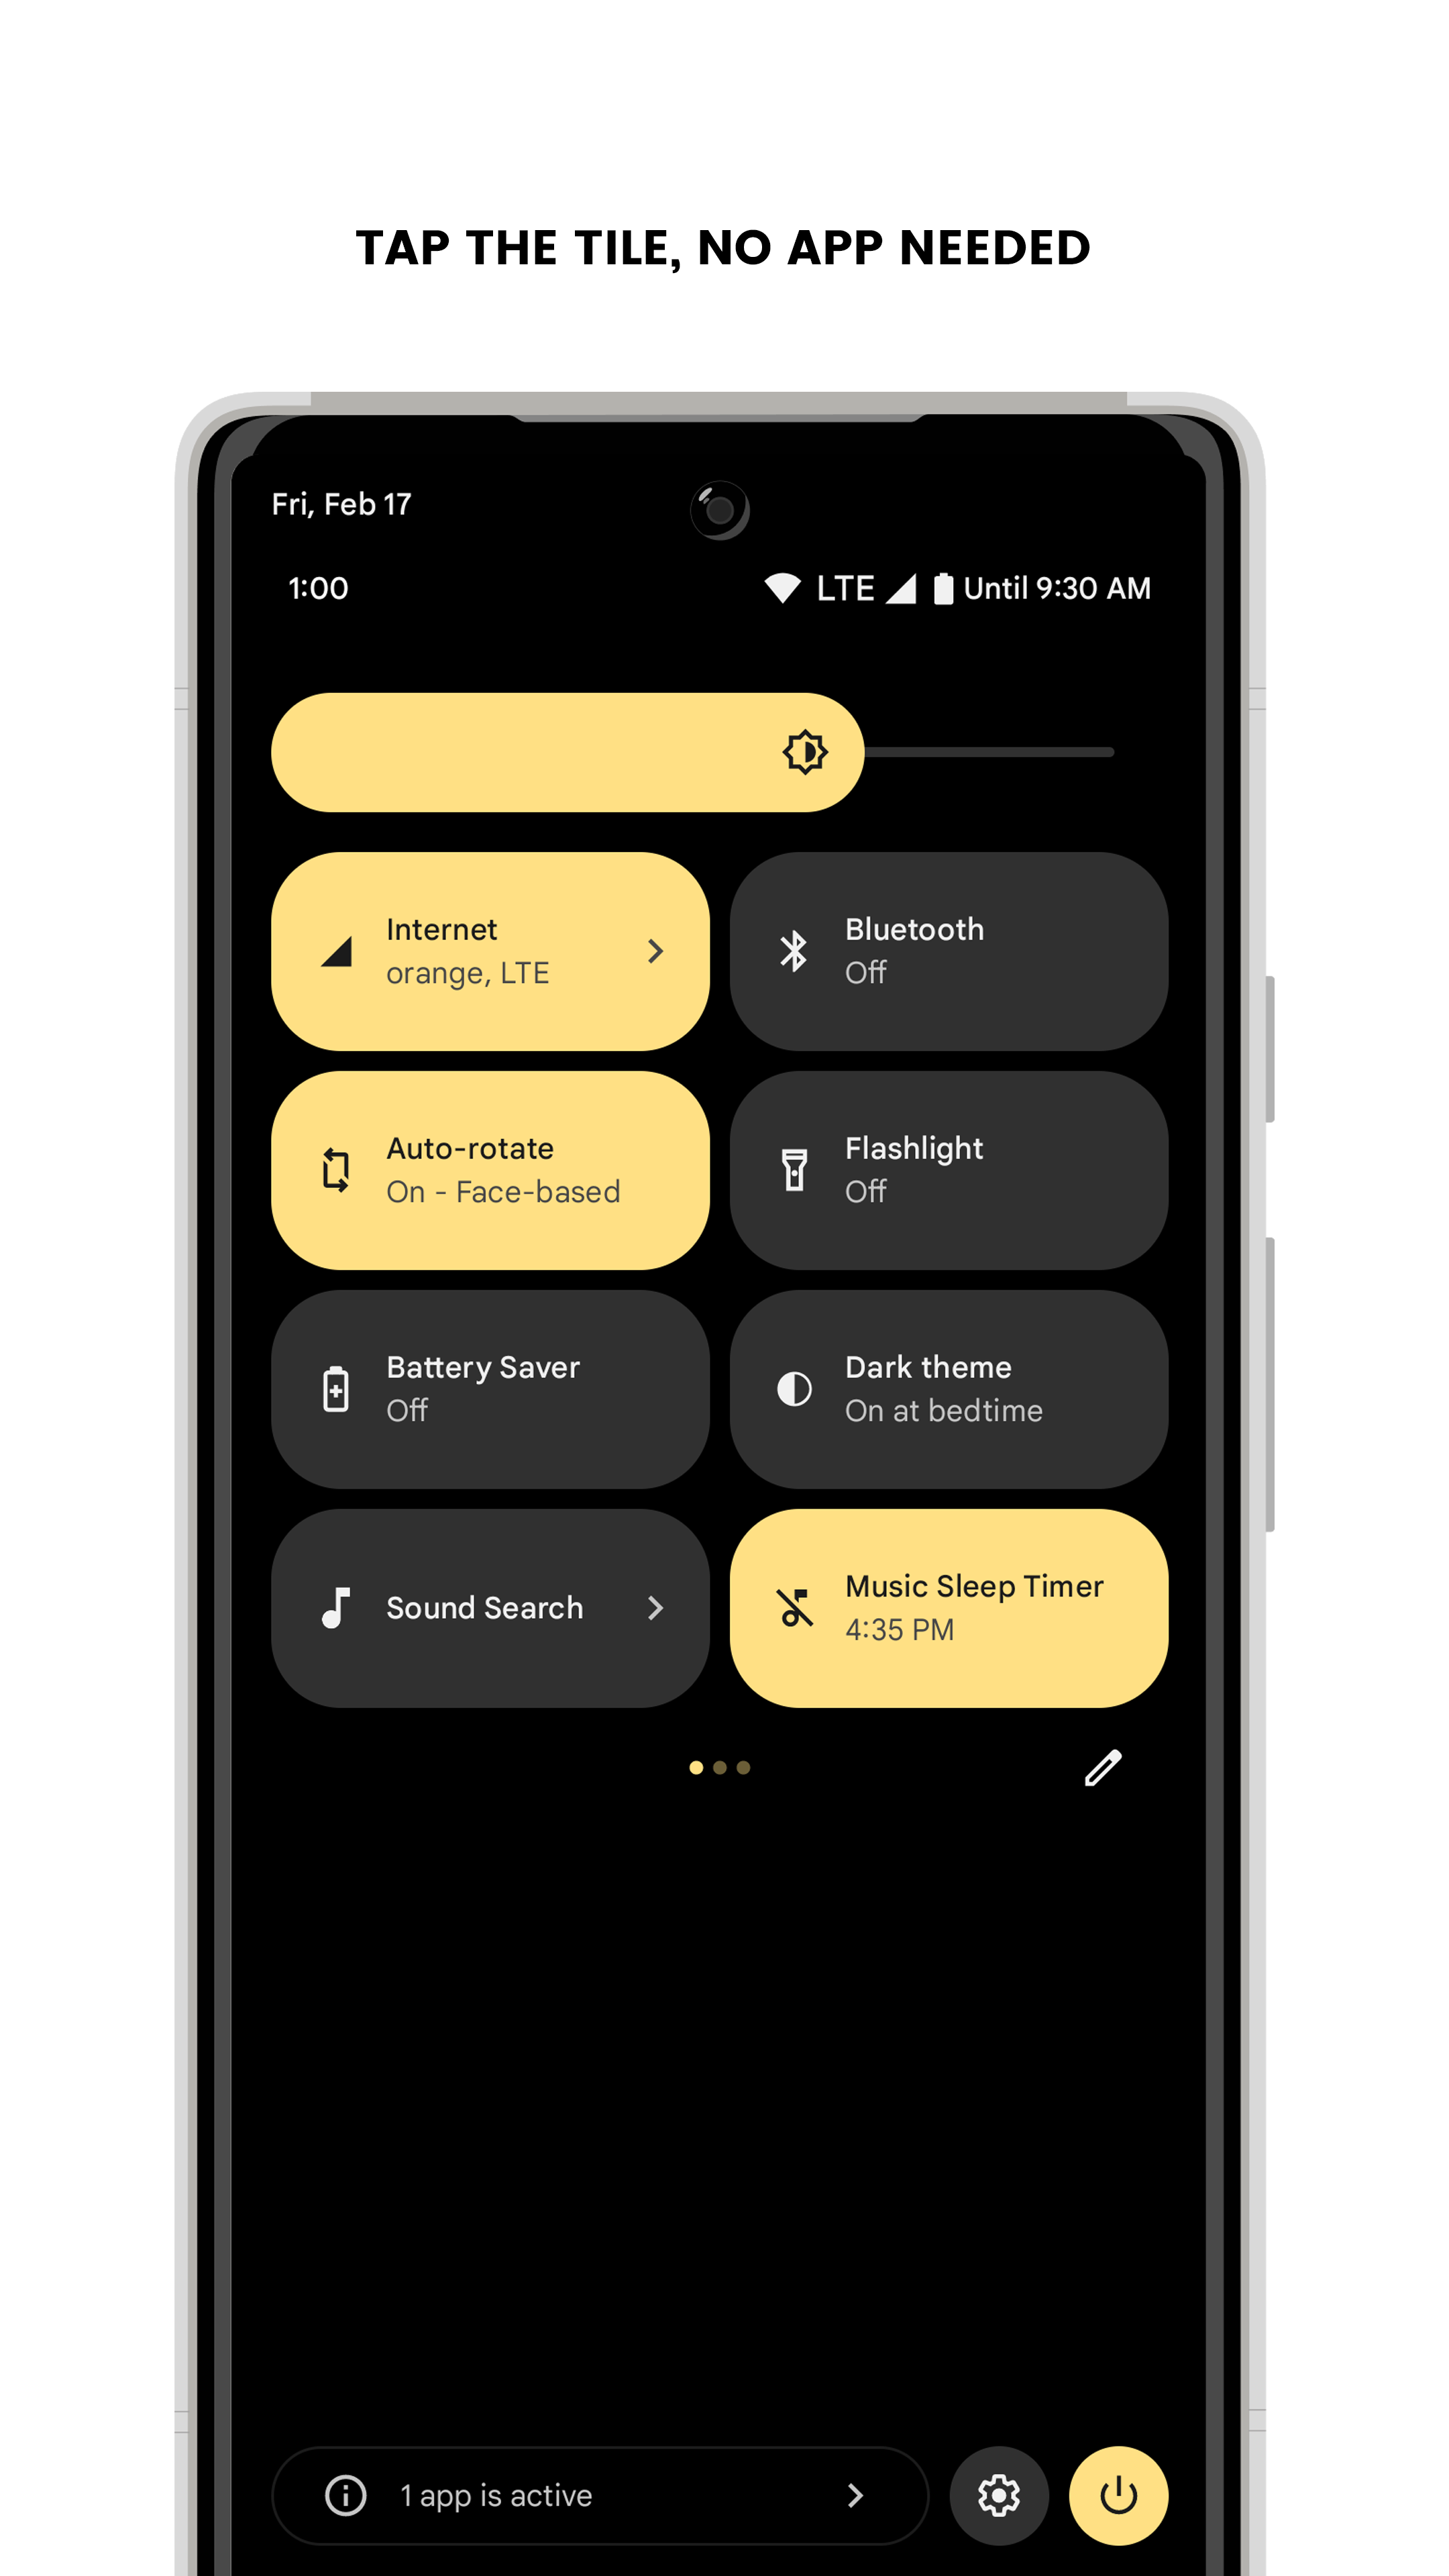 TAP THE TILE, NO APP NEEDED
Fri, Feb 17
1:00
LTE
Until 9:30 AM
Internet
orange, LTE
Bluetooth
Off
Auto-rotate
On - Face-based
Flashlight
Off
Battery Saver
Off
Dark theme
On at bedtime
Sound Search
Music Sleep Timer
4:35 PM
1 app is active